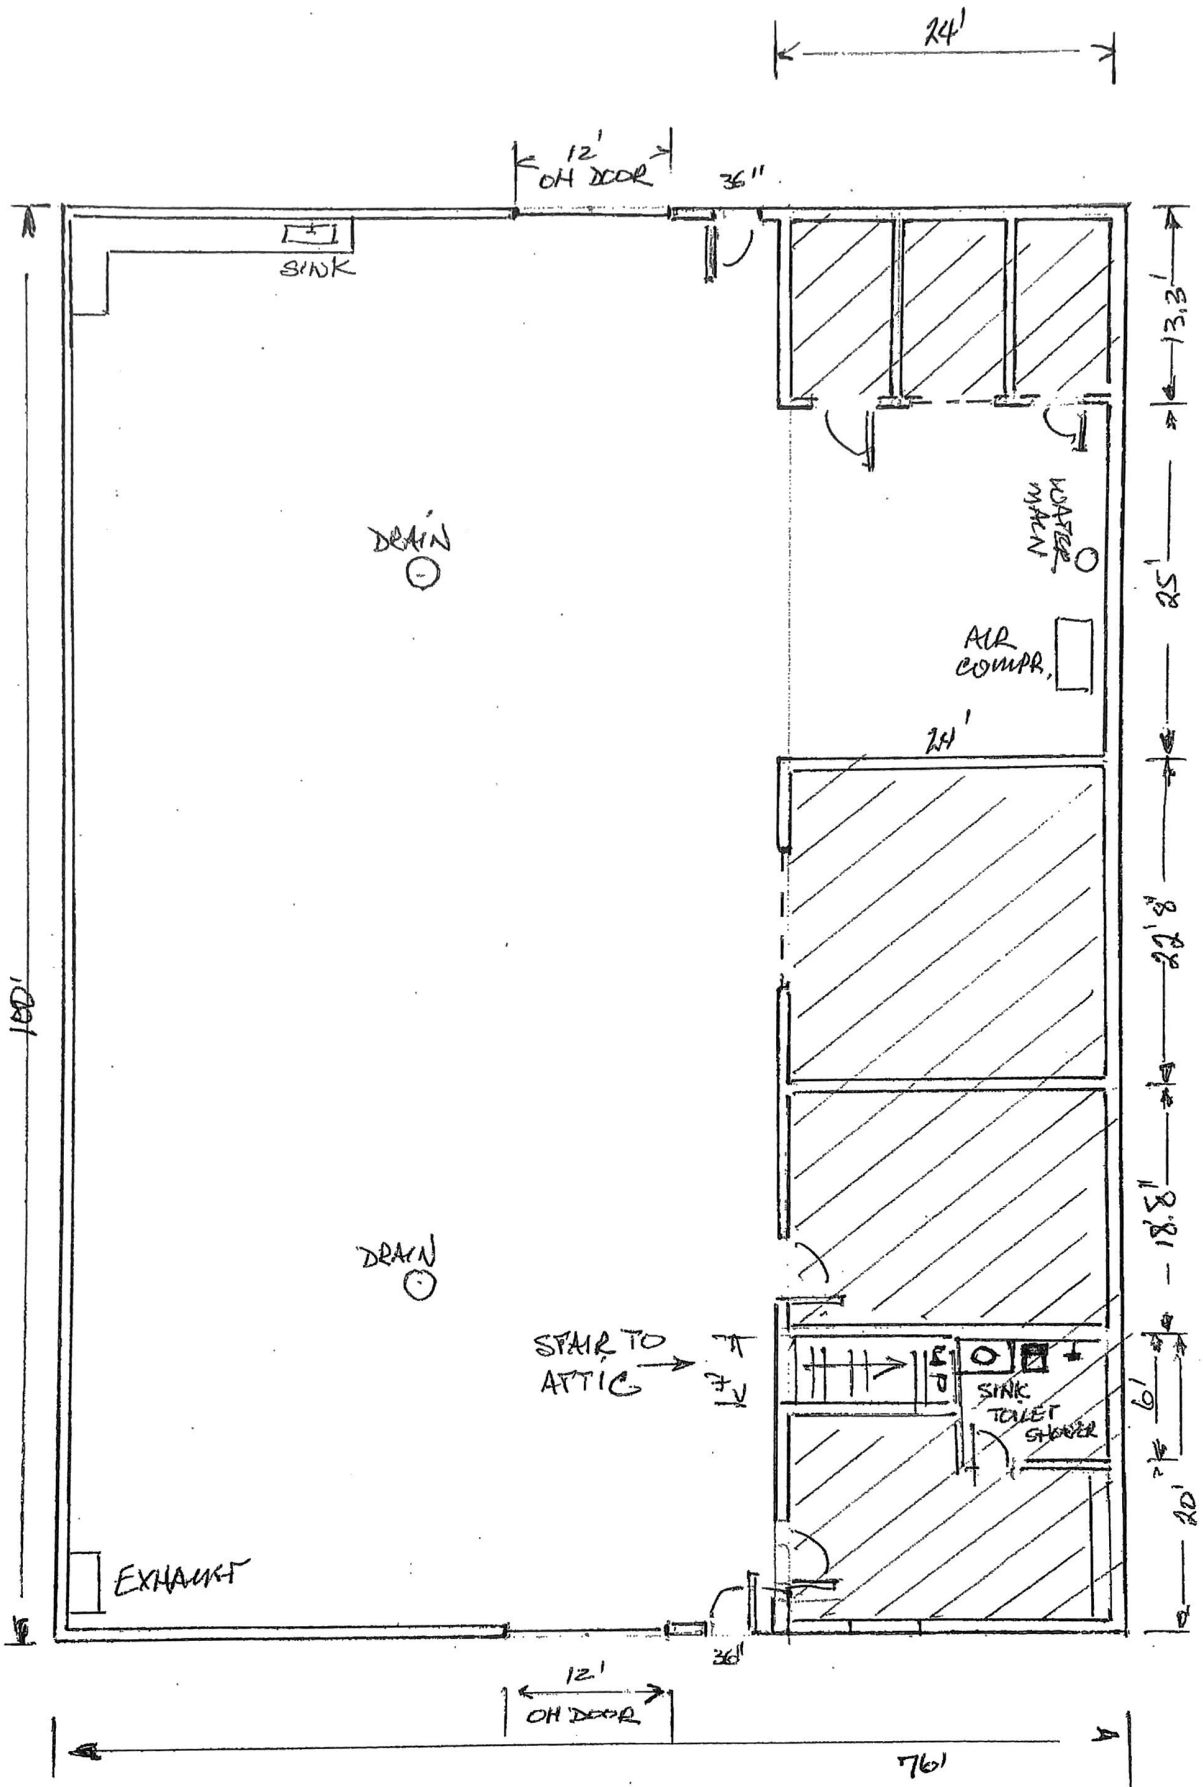 24'
12'
OH DOOR
36"
SINK
13.3'
DRAIN
WATER
MAIN
25'
AIR
COMPR.
24'
22'8"
100'
18.8"
DRAIN
STAIR TO
ATTIC
UP
SINK
TOILET
SHOWER
6'
20'
EXHAUST
36"
12'
OH DOOR
76'